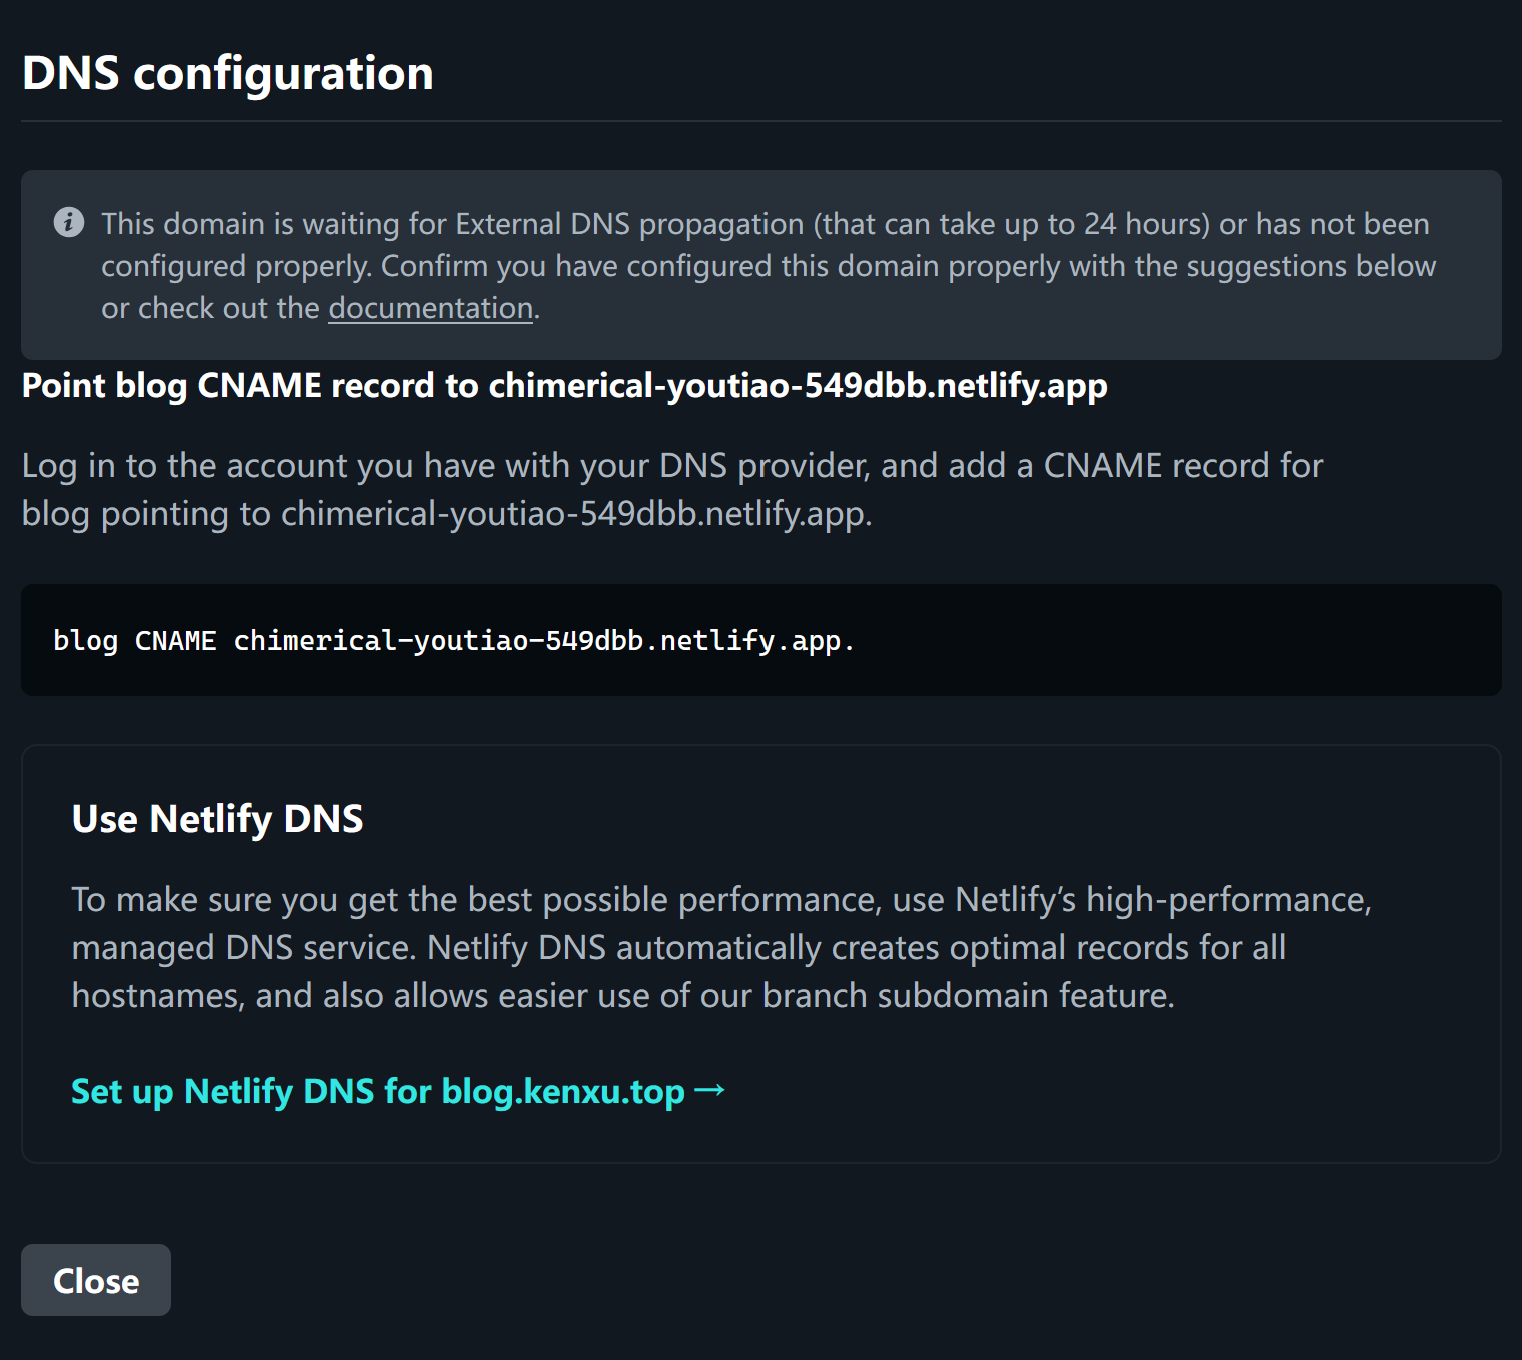 DNS configuration
This domain is waiting for External DNS propagation (that can take up to 24 hours) or has not been
configured properly. Confirm you have configured this domain properly with the suggestions below
or check out the documentation.
Point blog CNAME record to chimerical-youtiao-549dbb.netlify.app
Log in to the account you have with your DNS provider, and add a CNAME record for
blog pointing to chimerical-youtiao-549dbb.netlify.app.
blog CNAME chimerical-youtiao-549dbb.netlify.app.
Use Netlify DNS
To make sure you get the best possible performance, use Netlify’s high-performance,
managed DNS service. Netlify DNS automatically creates optimal records for all
hostnames, and also allows easier use of our branch subdomain feature.
Set up Netlify DNS for blog.kenxu.top →
Close